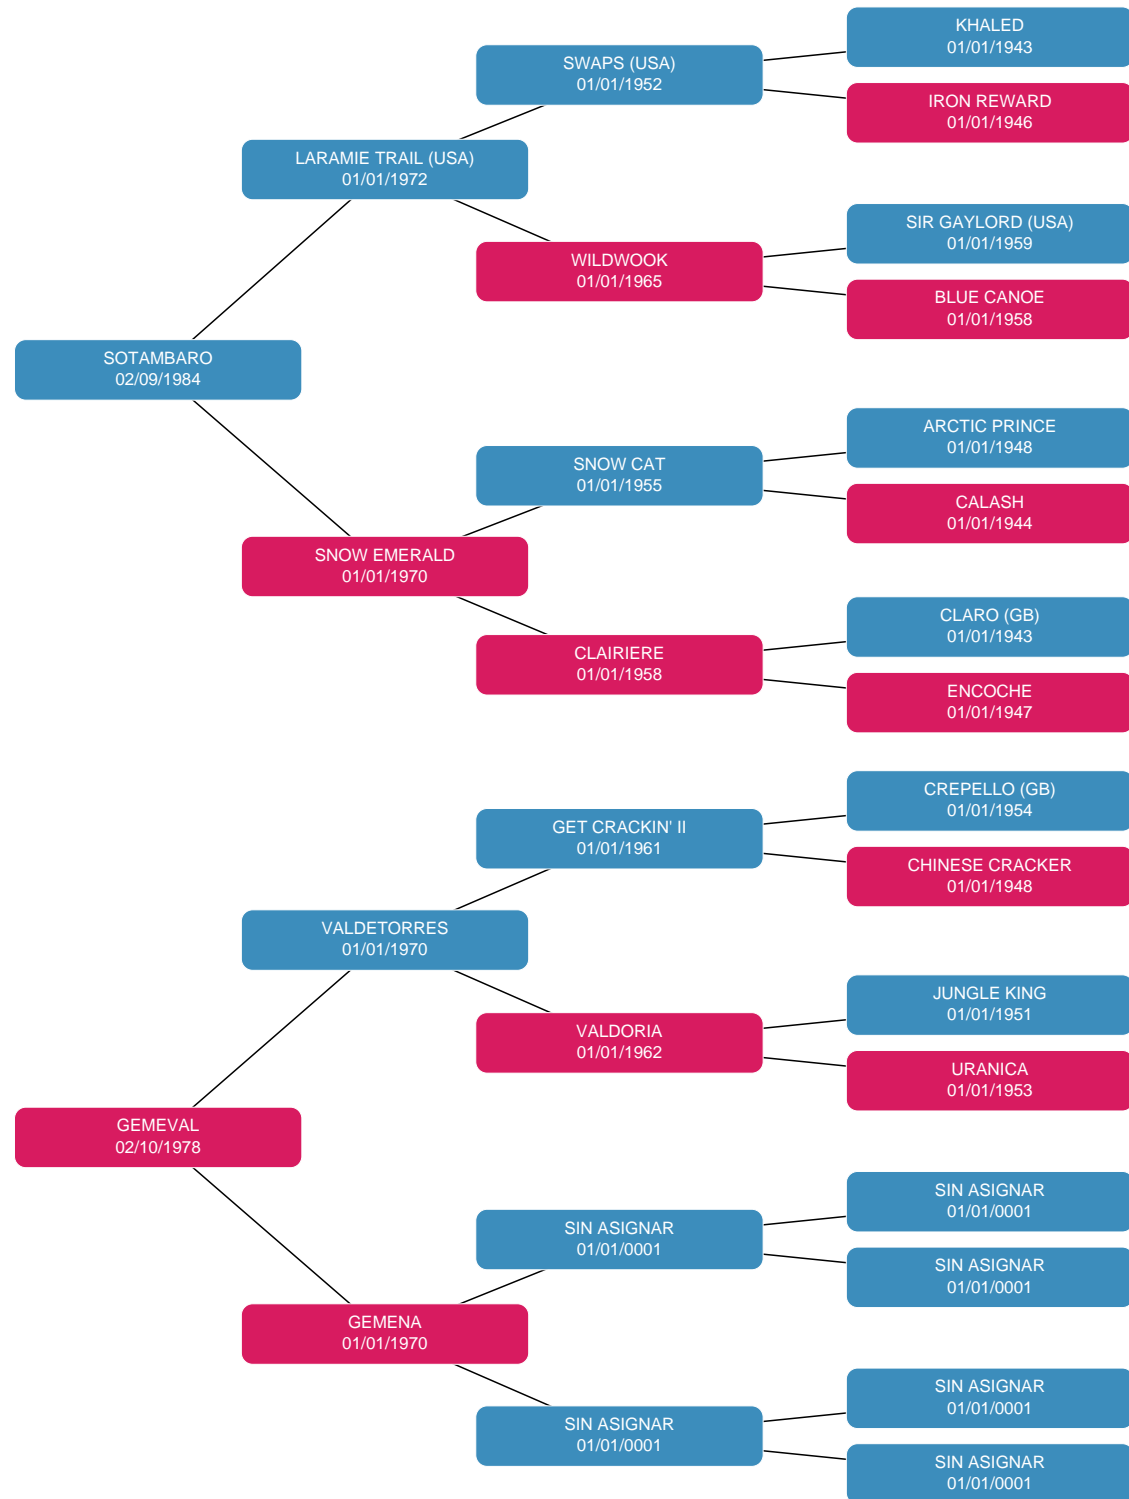 KHALED
01/01/1943
SWAPS (USA)
01/01/1952
IRON REWARD
01/01/1946
LARAMIE TRAIL (USA)
01/01/1972
SIR GAYLORD (USA)
01/01/1959
WILDWOOK
01/01/1965
BLUE CANOE
01/01/1958
SOTAMBARO
02/09/1984
ARCTIC PRINCE
01/01/1948
SNOW CAT
01/01/1955
CALASH
01/01/1944
SNOW EMERALD
01/01/1970
CLARO (GB)
01/01/1943
CLAIRIERE
01/01/1958
ENCOCHE
01/01/1947
CREPELLO (GB)
01/01/1954
GET CRACKIN' II
01/01/1961
CHINESE CRACKER
01/01/1948
VALDETORRES
01/01/1970
JUNGLE KING
01/01/1951
VALDORIA
01/01/1962
URANICA
01/01/1953
GEMEVAL
02/10/1978
SIN ASIGNAR
01/01/0001
SIN ASIGNAR
01/01/0001
SIN ASIGNAR
01/01/0001
GEMENA
01/01/1970
SIN ASIGNAR
01/01/0001
SIN ASIGNAR
01/01/0001
SIN ASIGNAR
01/01/0001